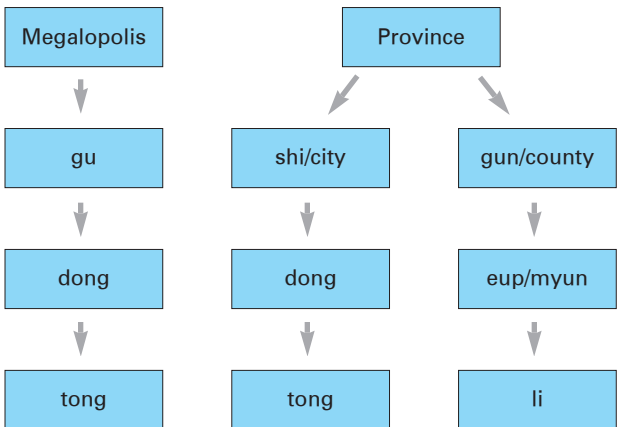 Megalopolis
Province
gu
shi/city
gun/county
dong
dong
eup/myun
tong
tong
li